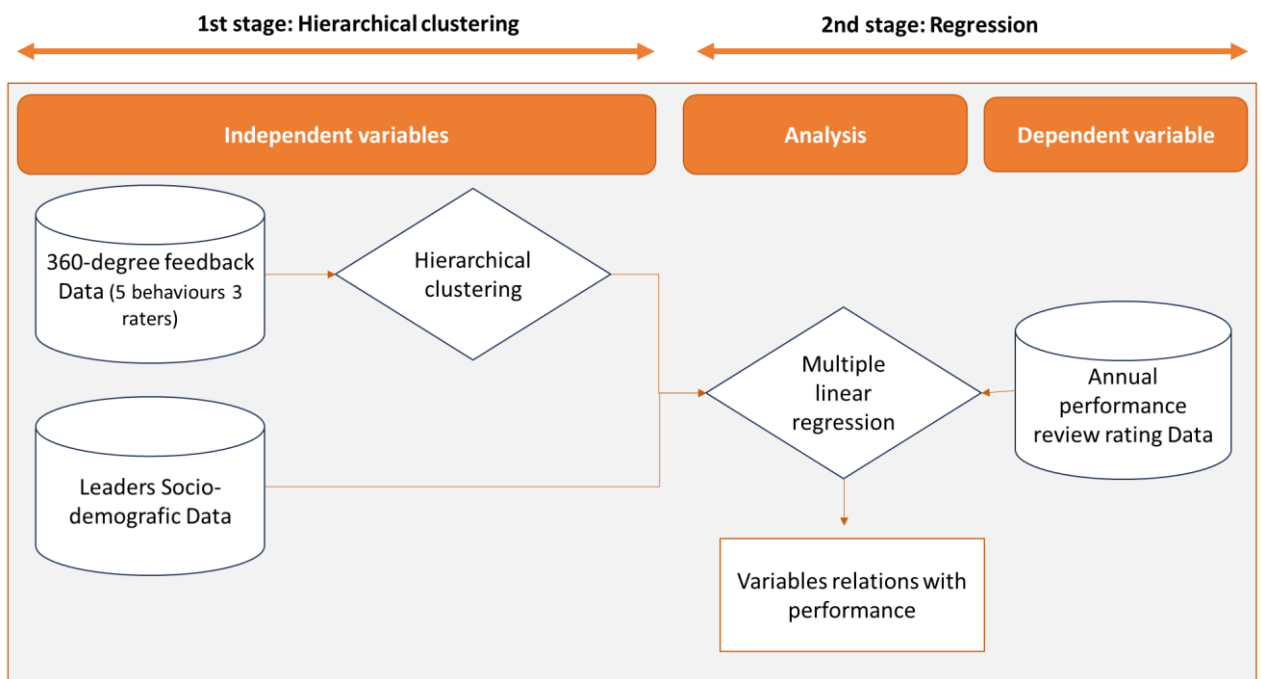 1st stage: Hierarchical clustering
2nd stage: Regression
Independent variables
Analysis
Dependent variable
360-degree feedback
Data (5 behaviours 3
raters)
Hierarchical
clustering
Multiple
linear
regression
Annual
performance
review rating Data
Leaders Socio-
demografic Data
Variables relations with
performance